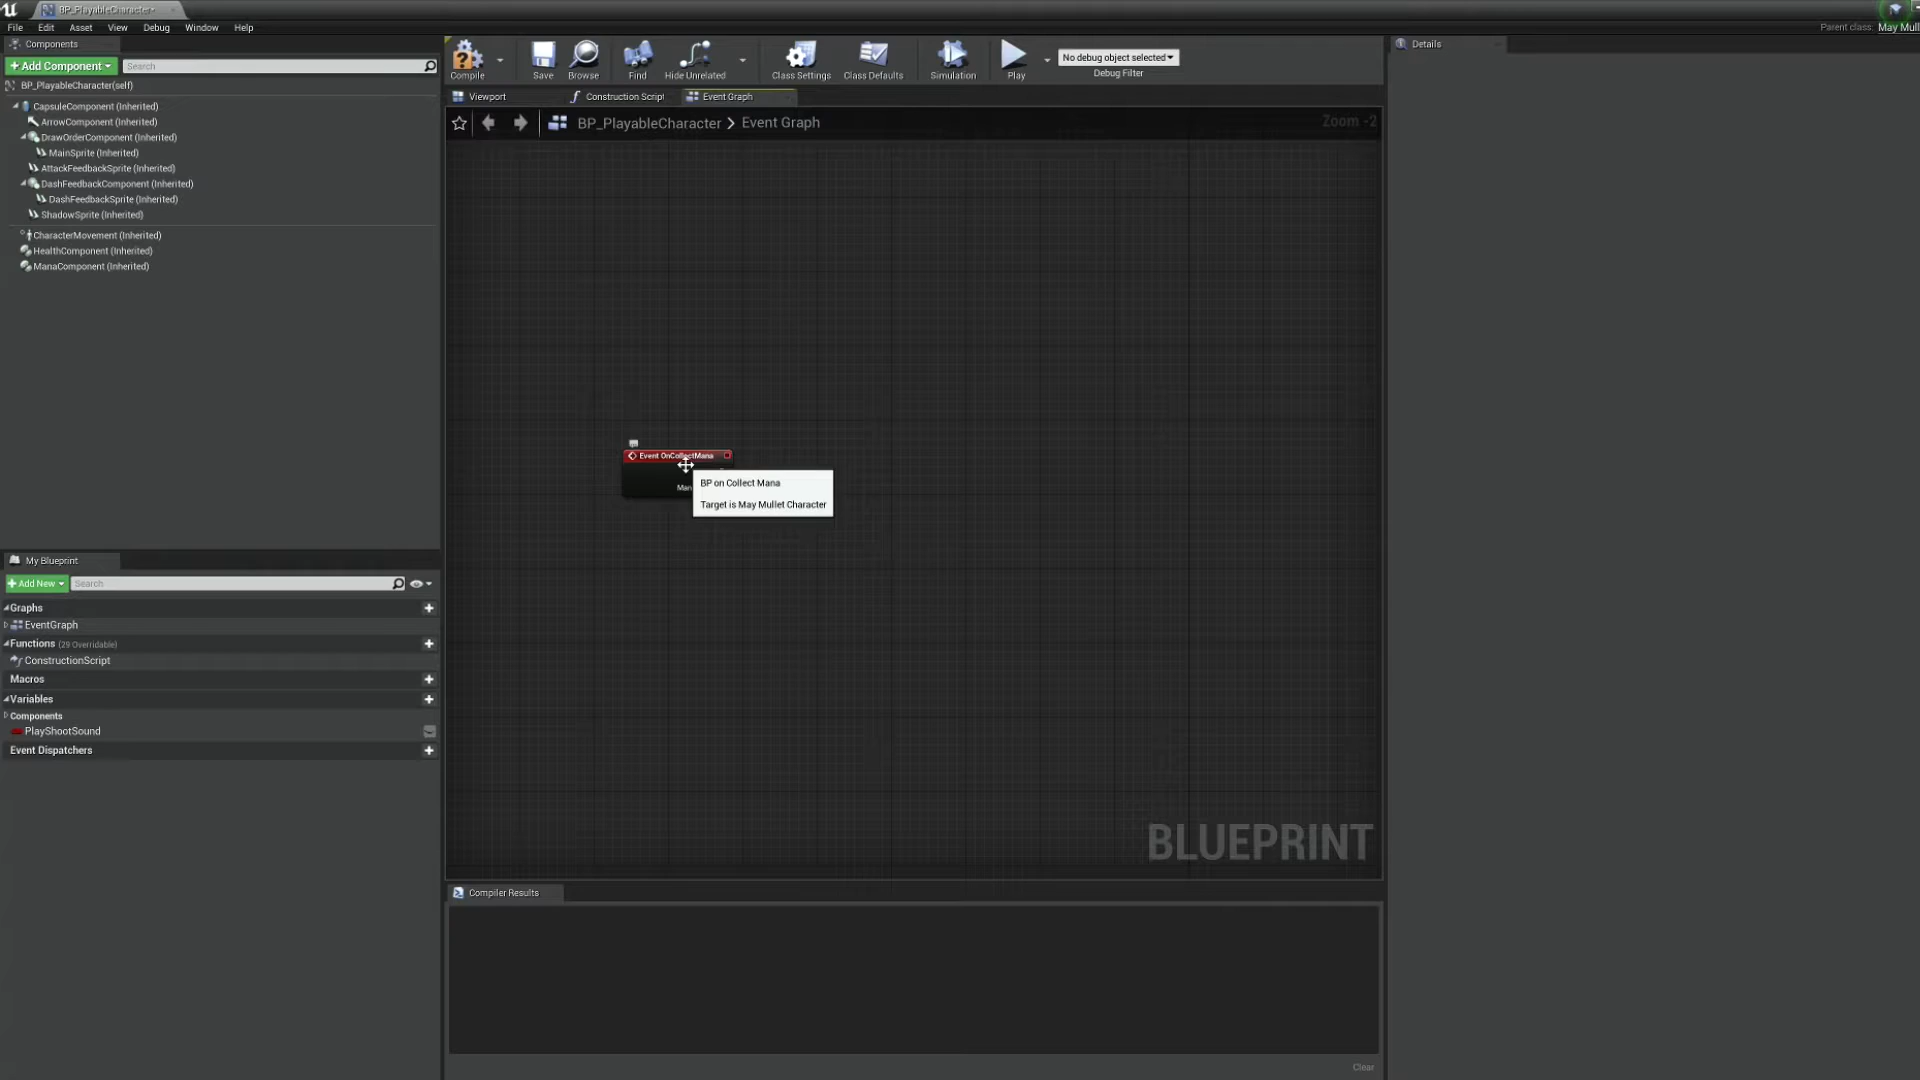 BP_PlayableCharacter*
File Edit Asset View Debug Window Help
Parent class:
Components
+ Add Component
Search
BP_PlayableCharacter(self)
CapsuleComponent (Inherited)
ArrowComponent (Inherited)
DrawOrderComponent (Inherited)
MainSprite (Inherited)
AttackFeedbackSprite (Inherited)
DashFeedbackComponent (Inherited)
DashFeedbackSprite (Inherited)
ShadowSprite (Inherited)
CharacterMovement (Inherited)
HealthComponent (Inherited)
ManaComponent (Inherited)
My Blueprint
+ Add New
Search
Graphs
EventGraph
Functions (29 Overridable)
ConstructionScript
Macros
Variables
Components
PlayShootSound
Event Dispatchers
Compile Save Browse Find Hide Unrelated Class Settings Class Defaults Simulation Play
No debug object selected
Debug Filter
Viewport Construction Script Event Graph
BP_PlayableCharacter > Event Graph
Zoom -2
Event OnCollectMana
Man
BP on Collect Mana
Target is May Mullet Character
BLUEPRINT
Compiler Results
Clear
Details